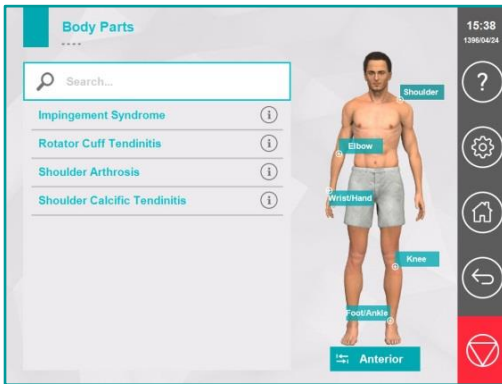 Body Parts
Search...
Impingement Syndrome
Rotator Cuff Tendinitis
Shoulder Arthrosis
Shoulder Calcific Tendinitis
Shoulder
Elbow
Wrist/Hand
Knee
Foot/Ankle
Anterior
15:38
1396/04/24